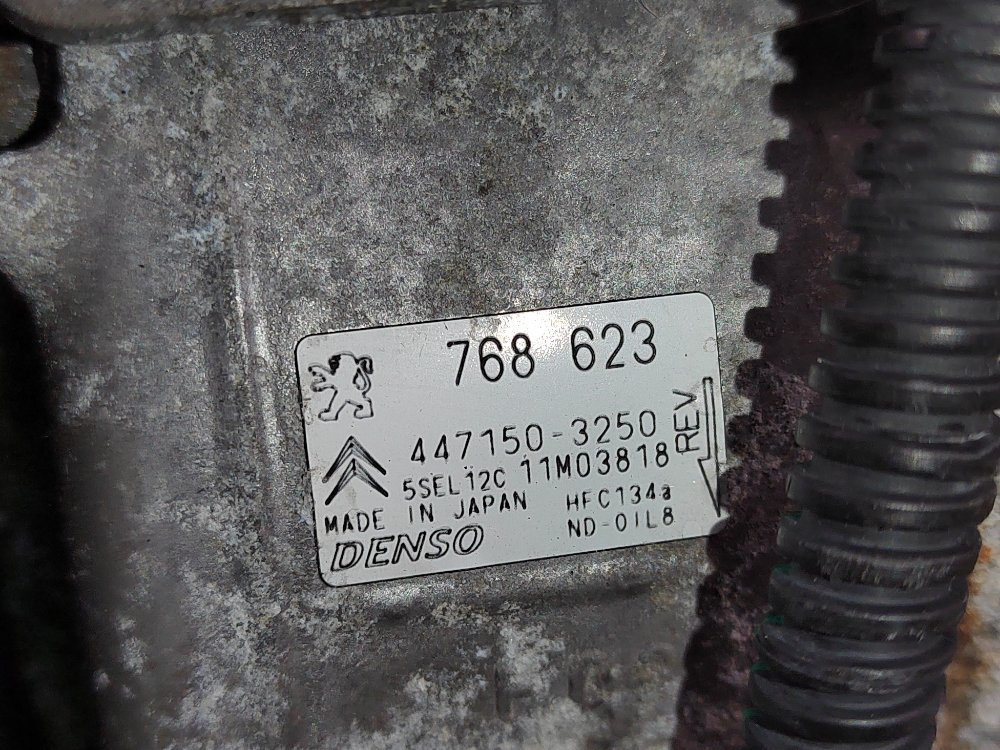 768 623
447150-3250
5SEL12C 11M03818
REV
MADE IN JAPAN HFC134a
DENSO ND-OIL8